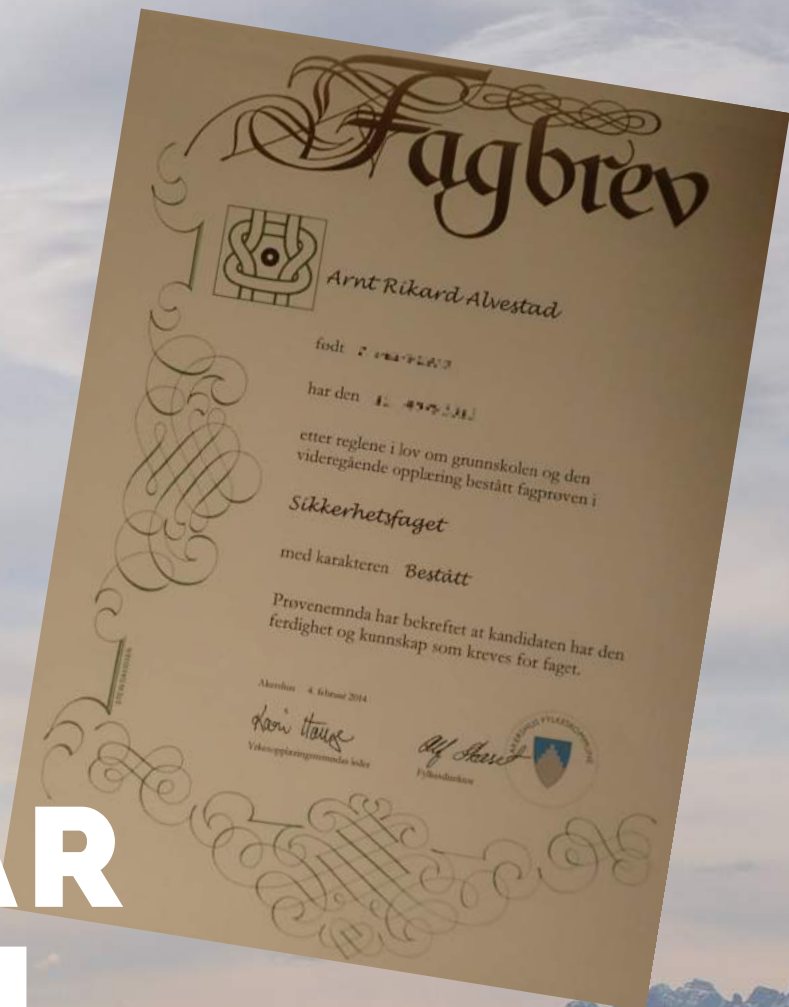 Fagbrev
Arnt Rikard Alvestad
født
har den
etter reglene i lov om grunnskolen og den
videregående opplæring bestått fagprøven i
Sikkerhetsfaget
med karakteren Bestått
Prøvenemnda har bekreftet at kandidaten har den
ferdighet og kunnskap som kreves for faget.
Akershus 4. februar 2014
Yrkesopplæringsnemndas leder
Fylkesdirektør
AKERSHUS FYLKESKOMMUNE
AR